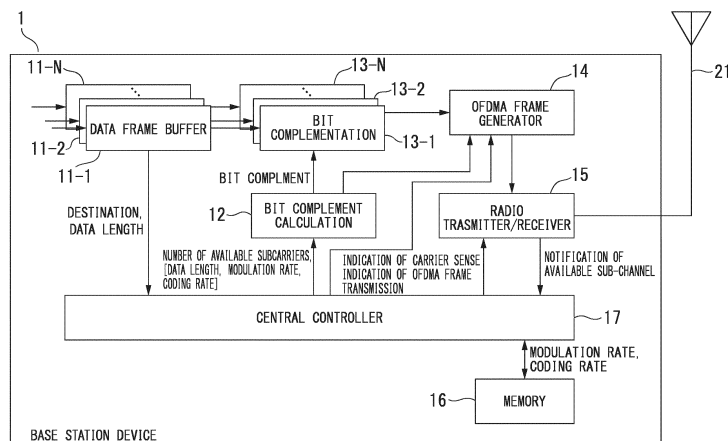 1
11-N
13-N
13-2
14
21
DATA FRAME BUFFER
BIT
COMPLEMENTATION
OFDMA FRAME
GENERATOR
11-2
11-1
13-1
BIT COMPLMENT
15
DESTINATION,
DATA LENGTH
12
BIT COMPLEMENT
CALCULATION
RADIO
TRASMITTER/RECEIVER
NUMBER OF AVAILABLE SUBCARRIERS,
[DATA LENGTH, MODULATION RATE,
CODING RATE]
INDICATION OF CARRIER SENSE
INDICATION OF OFDMA FRAME
TRANSMISSION
NOTIFICATION OF
AVAILABLE SUB-CHANNEL
CENTRAL CONTROLLER
17
MODULATION RATE,
CODING RATE
16
MEMORY
BASE STATION DEVICE